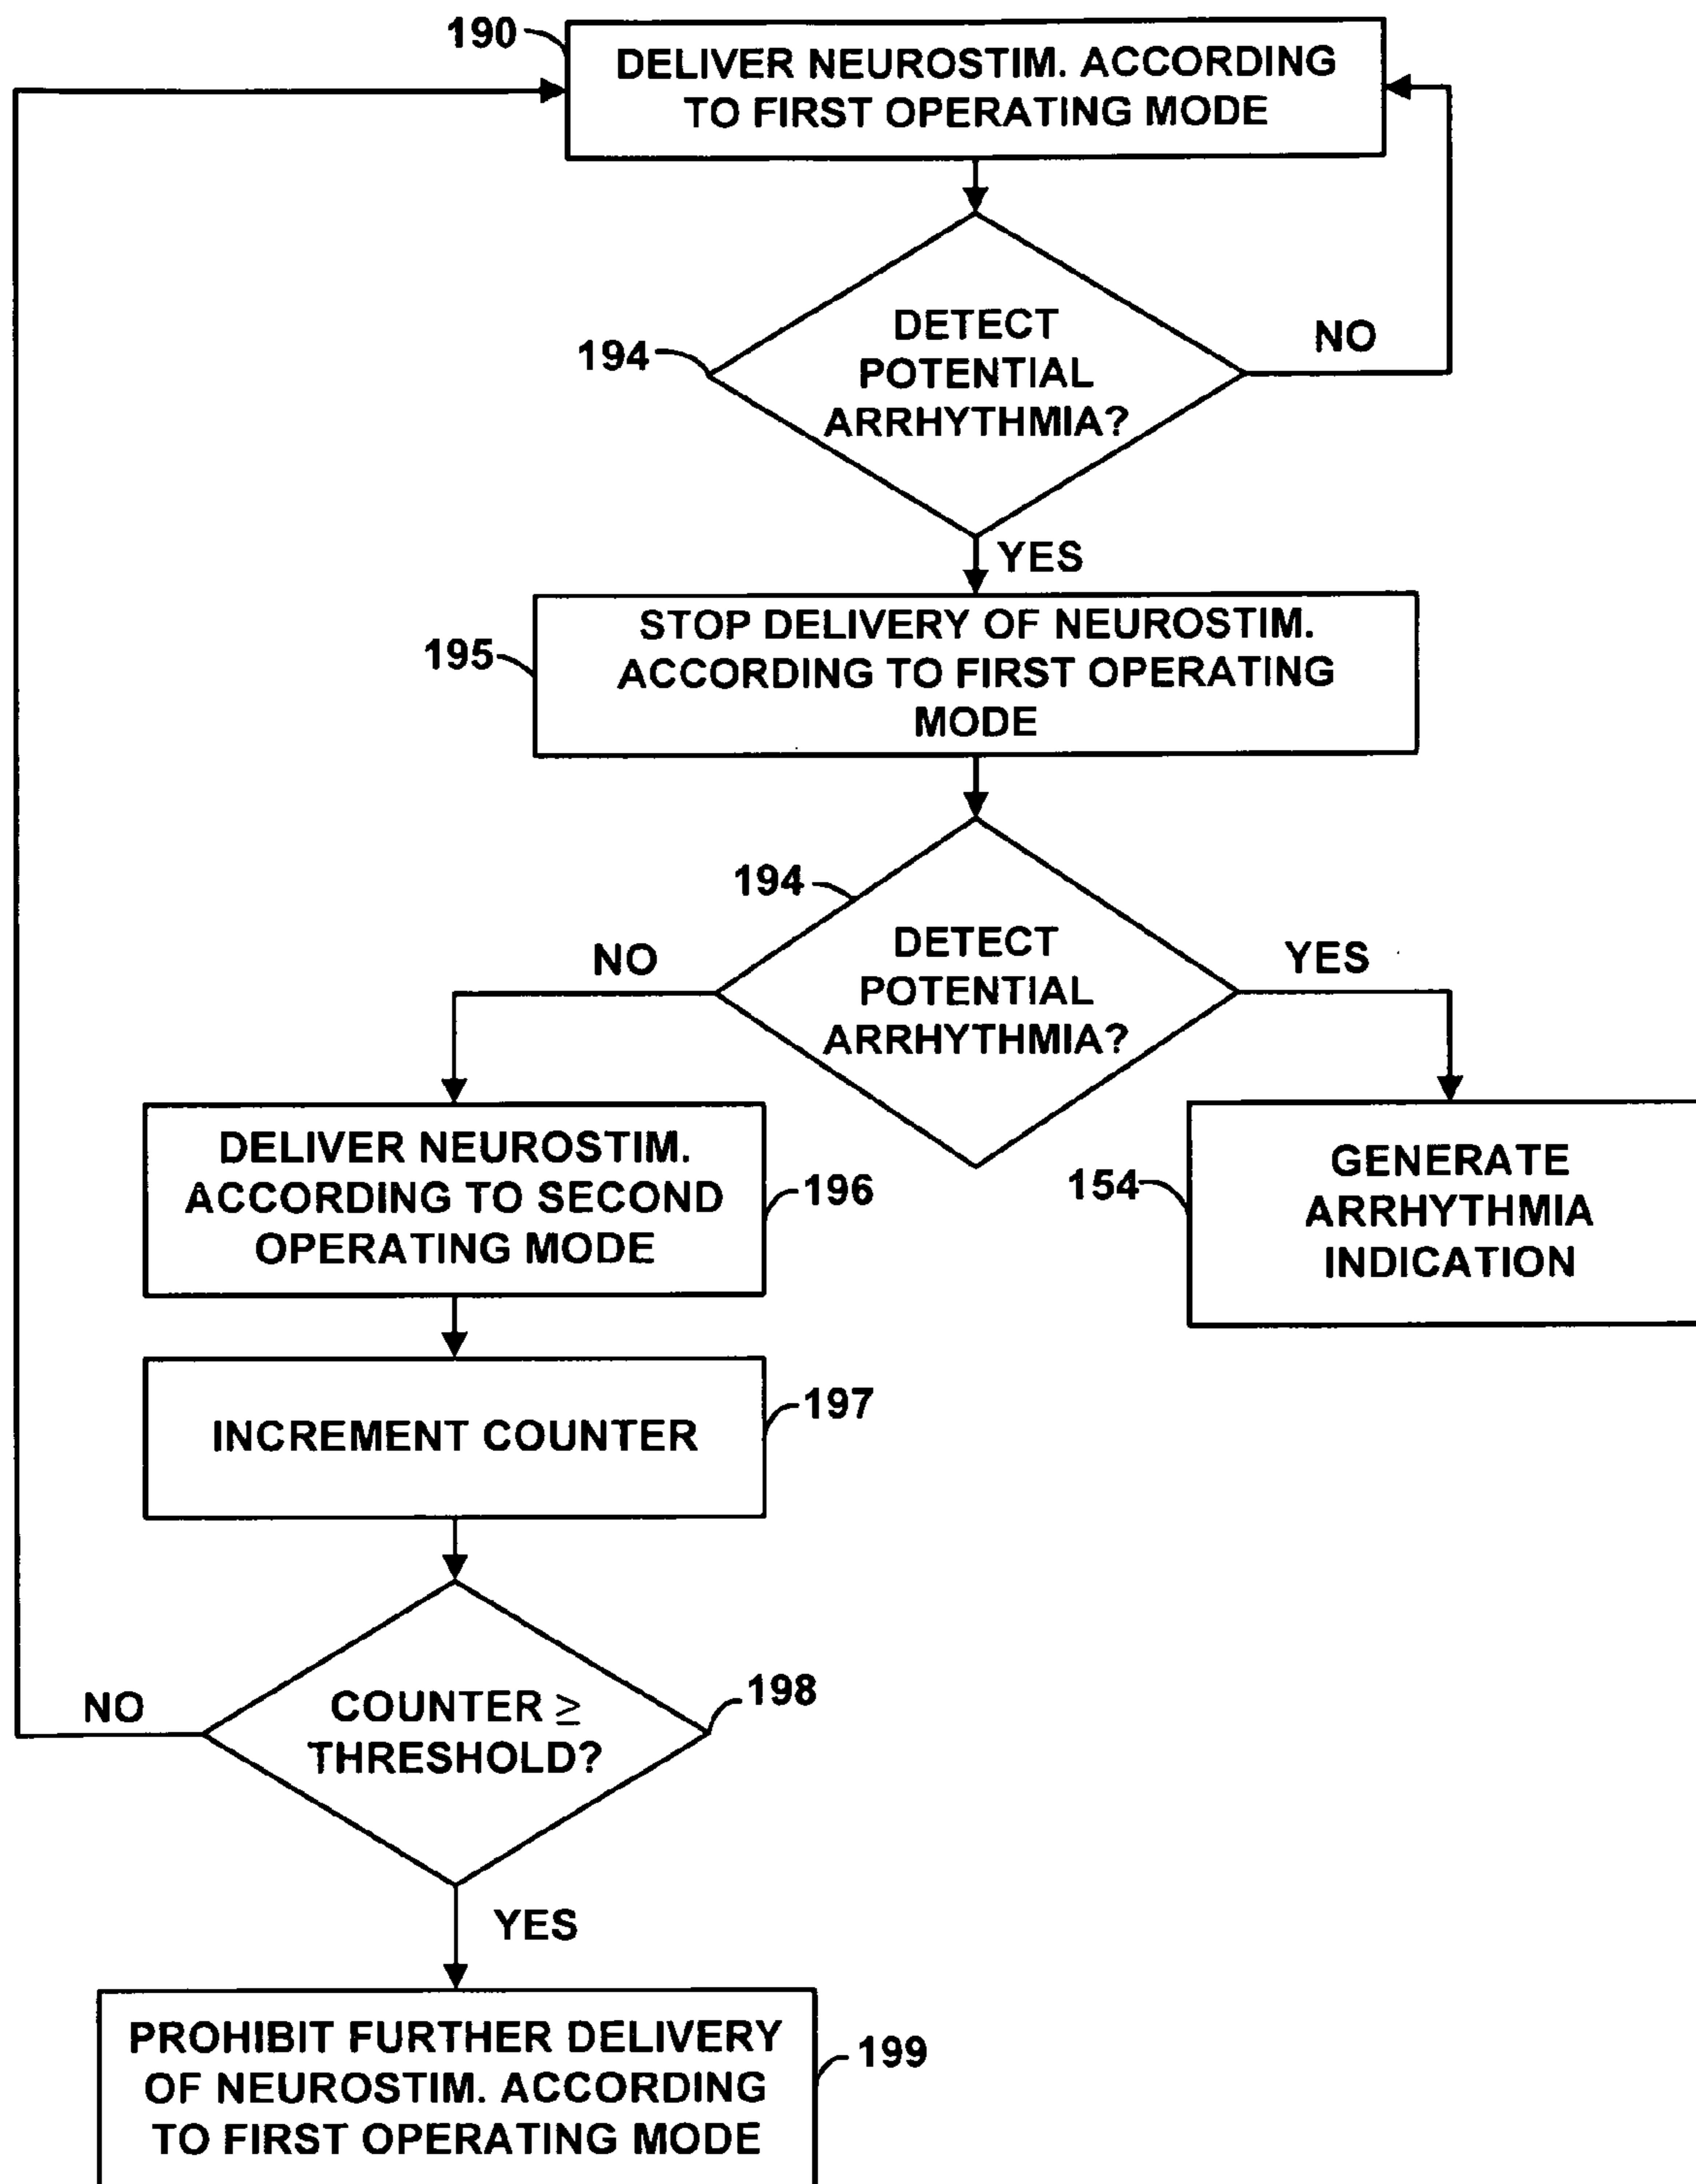 190
DELIVER NEUROSTIM. ACCORDING
TO FIRST OPERATING MODE
194
DETECT
POTENTIAL
ARRHYTHMIA?
NO
YES
195
STOP DELIVERY OF NEUROSTIM.
ACCORDING TO FIRST OPERATING
MODE
194
DETECT
POTENTIAL
ARRHYTHMIA?
NO
YES
DELIVER NEUROSTIM.
ACCORDING TO SECOND
OPERATING MODE
196
154
GENERATE
ARRHYTHMIA
INDICATION
INCREMENT COUNTER
197
NO
COUNTER ≥
THRESHOLD?
198
YES
PROHIBIT FURTHER DELIVERY
OF NEUROSTIM. ACCORDING
TO FIRST OPERATING MODE
199